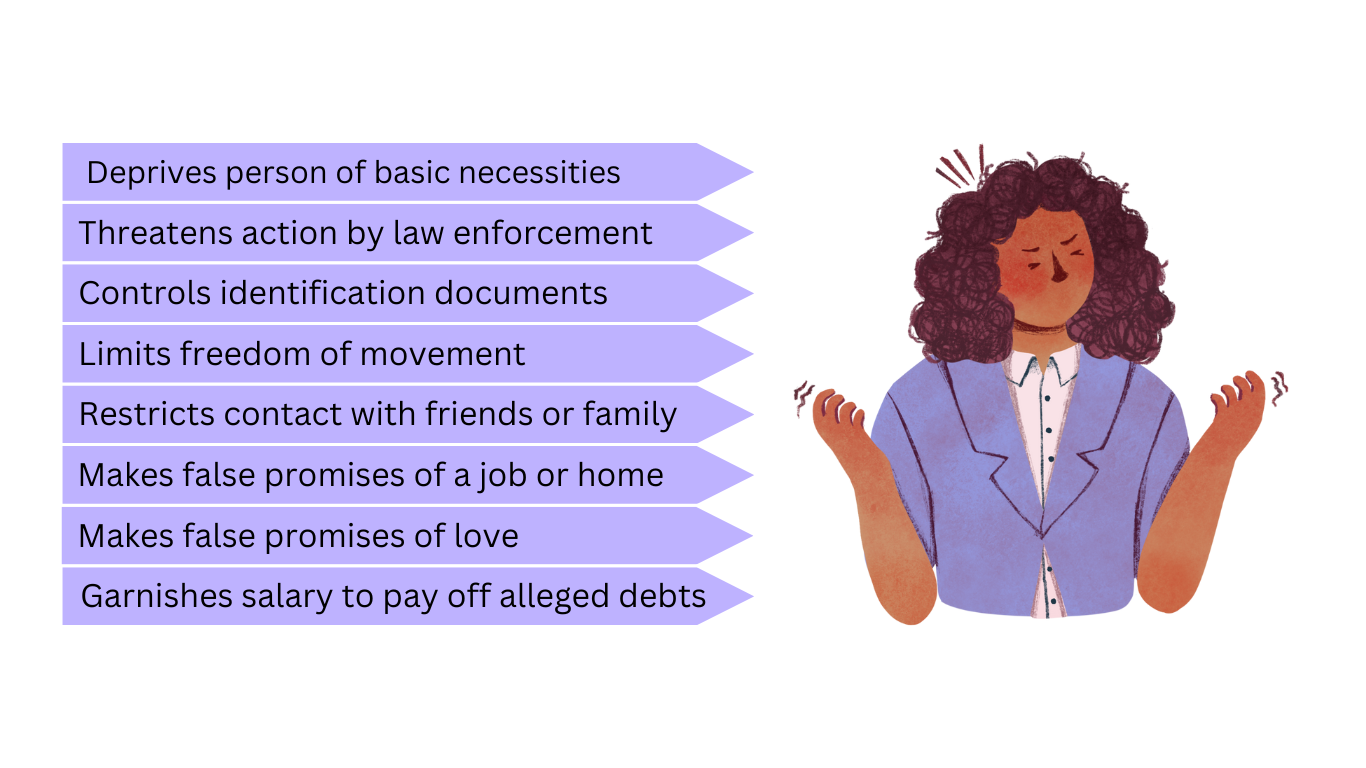 Deprives person of basic necessities
Threatens action by law enforcement
Controls identification documents
Limits freedom of movement
Restricts contact with friends or family
Makes false promises of a job or home
Makes false promises of love
Garnishes salary to pay off alleged debts